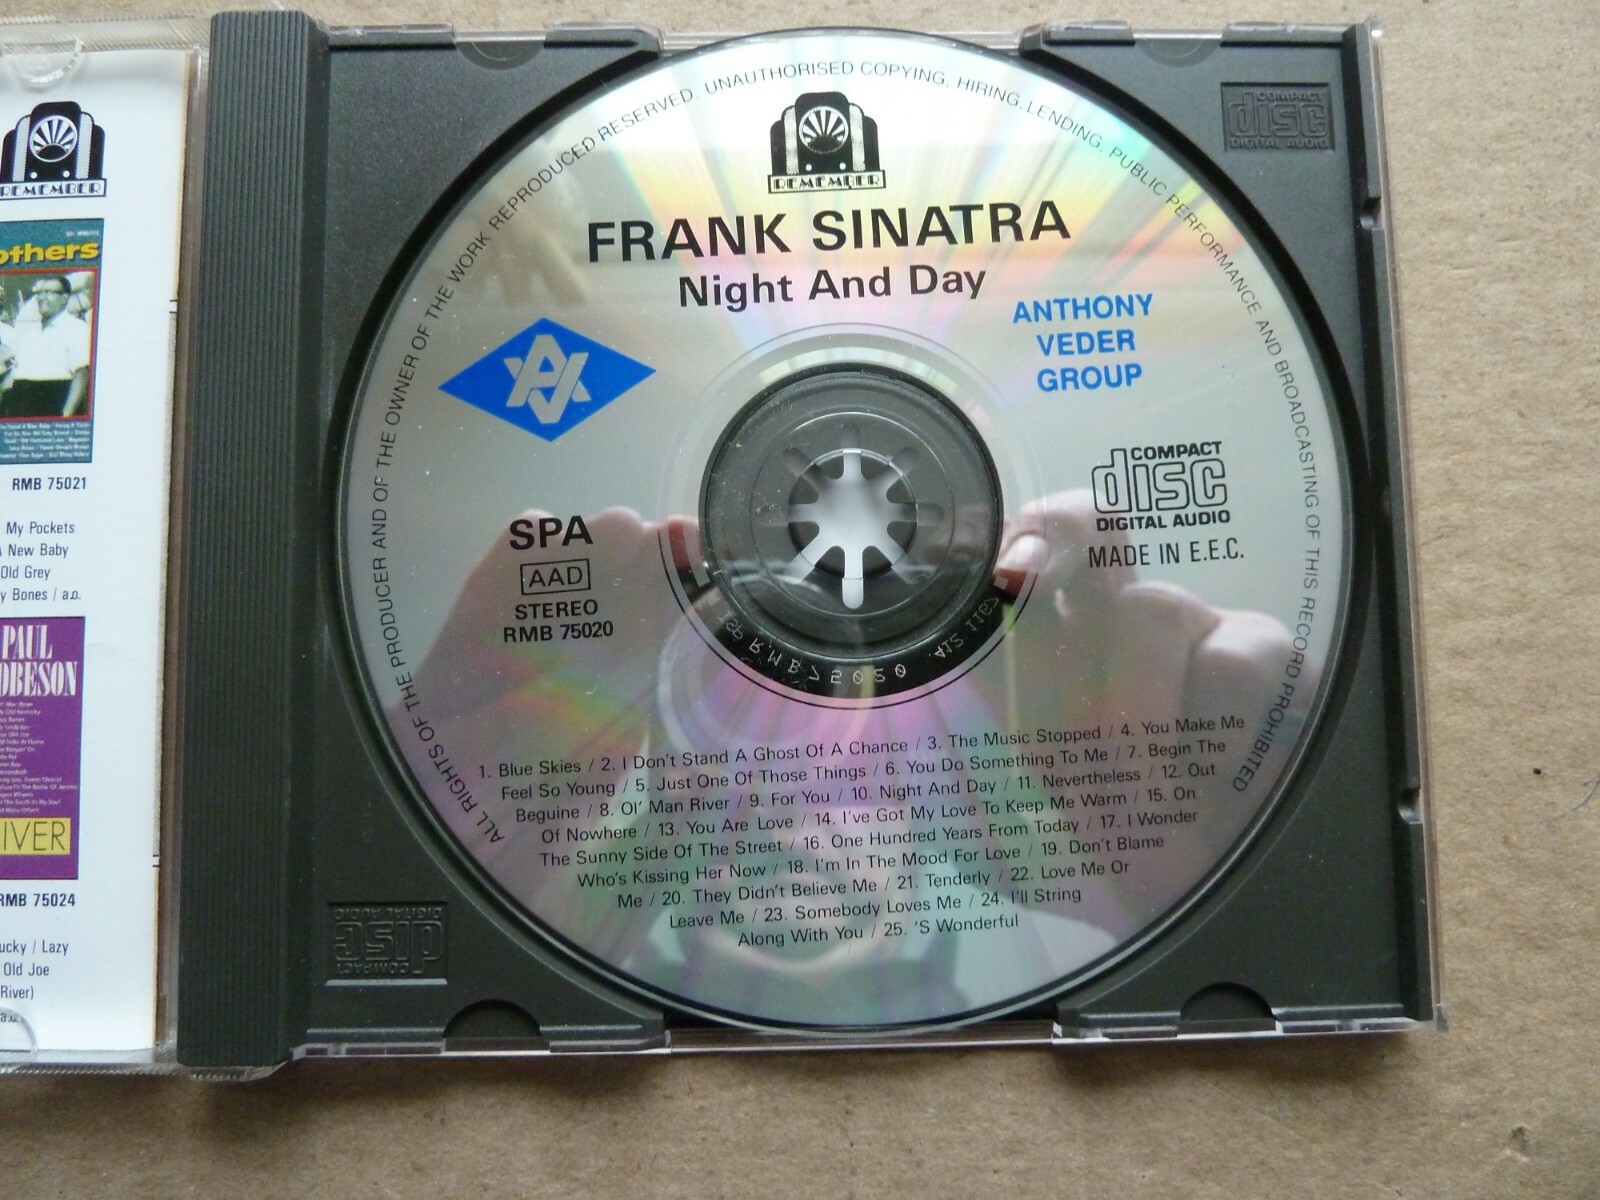 REMEMBER
others
RMB 75021
My Pockets
New Baby
Old Grey
Bones / a.o.
PAUL
OBESON
IVER
RMB 75024
ucky / Lazy
Old Joe
River)
ALL RIGHTS OF THE PRODUCER AND OF THE OWNER OF THE WORK REPRODUCED RESERVED. UNAUTHORISED COPYING, HIRING, LENDING, PUBLIC PERFORMANCE AND BROADCASTING OF THIS RECORD PROHIBITED
REMEMBER
FRANK SINATRA
Night And Day
ANTHONY
VEDER
GROUP
COMPACT
disc
DIGITAL AUDIO
MADE IN E.E.C.
SPA
AAD
STEREO
RMB 75020
1. Blue Skies / 2. I Don't Stand A Ghost Of A Chance / 3. The Music Stopped / 4. You Make Me
Feel So Young / 5. Just One Of Those Things / 6. You Do Something To Me / 7. Begin The
Beguine / 8. Ol' Man River / 9. For You / 10. Night And Day / 11. Nevertheless / 12. Out
Of Nowhere / 13. You Are Love / 14. I've Got My Love To Keep Me Warm / 15. On
The Sunny Side Of The Street / 16. One Hundred Years From Today / 17. I Wonder
Who's Kissing Her Now / 18. I'm In The Mood For Love / 19. Don't Blame
Me / 20. They Didn't Believe Me / 21. Tenderly / 22. Love Me Or
Leave Me / 23. Somebody Loves Me / 24. I'll String
Along With You / 25. 'S Wonderful
COMPACT
disc
DIGITAL AUDIO
COMPACT
disc
DIGITAL AUDIO